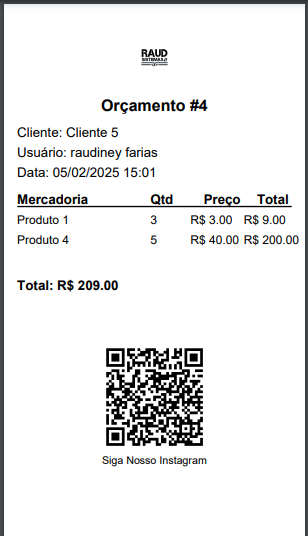 RAUD
SISTEMAS
Orçamento #4
Cliente: Cliente 5
Usuário: raudiney farias
Data: 05/02/2025 15:01
Mercadoria Qtd Preço Total
Produto 1 3 R$ 3.00 R$ 9.00
Produto 4 5 R$ 40.00 R$ 200.00
Total: R$ 209.00
Siga Nosso Instagram